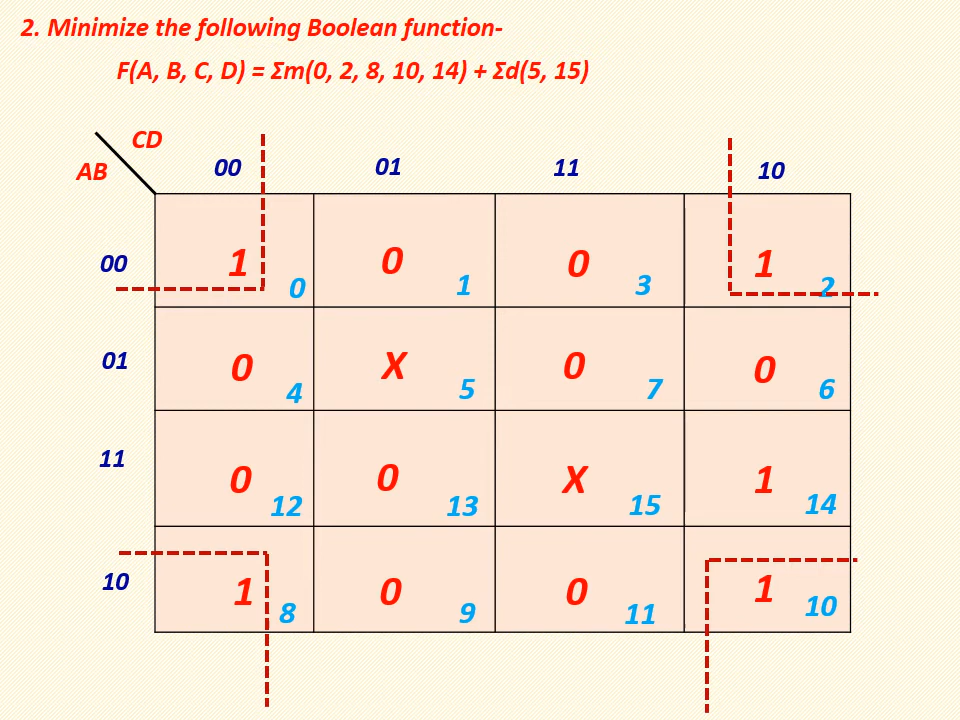 2. Minimize the following Boolean function-
F(A, B, C, D) = Σm(0, 2, 8, 10, 14) + Σd(5, 15)
CD
AB
00 01 11 10
00 1 0 0 1 0 3 1 2
01 0 4 X 5 0 7 0 6
11 0 12 0 13 X 15 1 14
10 1 8 0 9 0 11 1 10